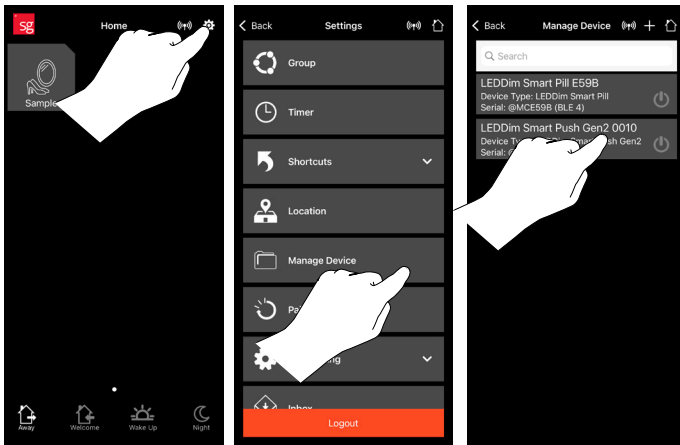 sg
Home
Sample
Away
Welcome
Wake Up
Night
Back
Settings
Group
Timer
Shortcuts
Location
Manage Device
Logout
Back
Manage Device
Search
LEDDim Smart Pill E59B
Device Type: LEDDim Smart Pill
Serial: @MCE59B (BLE 4)
LEDDim Smart Push Gen2 0010
Device Gen2
Serial: